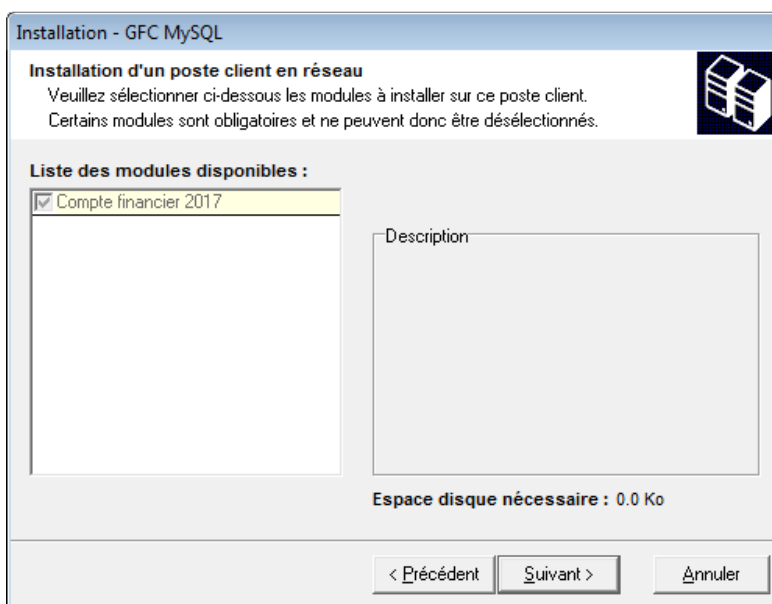 Installation - GFC MySQL
Installation d'un poste client en réseau
Veuillez sélectionner ci-dessous les modules à installer sur ce poste client.
Certains modules sont obligatoires et ne peuvent donc être désélectionnés.
Liste des modules disponibles :
Compte financier 2017
Description
Espace disque nécessaire : 0.0 Ko
< Précédent
Suivant >
Annuler